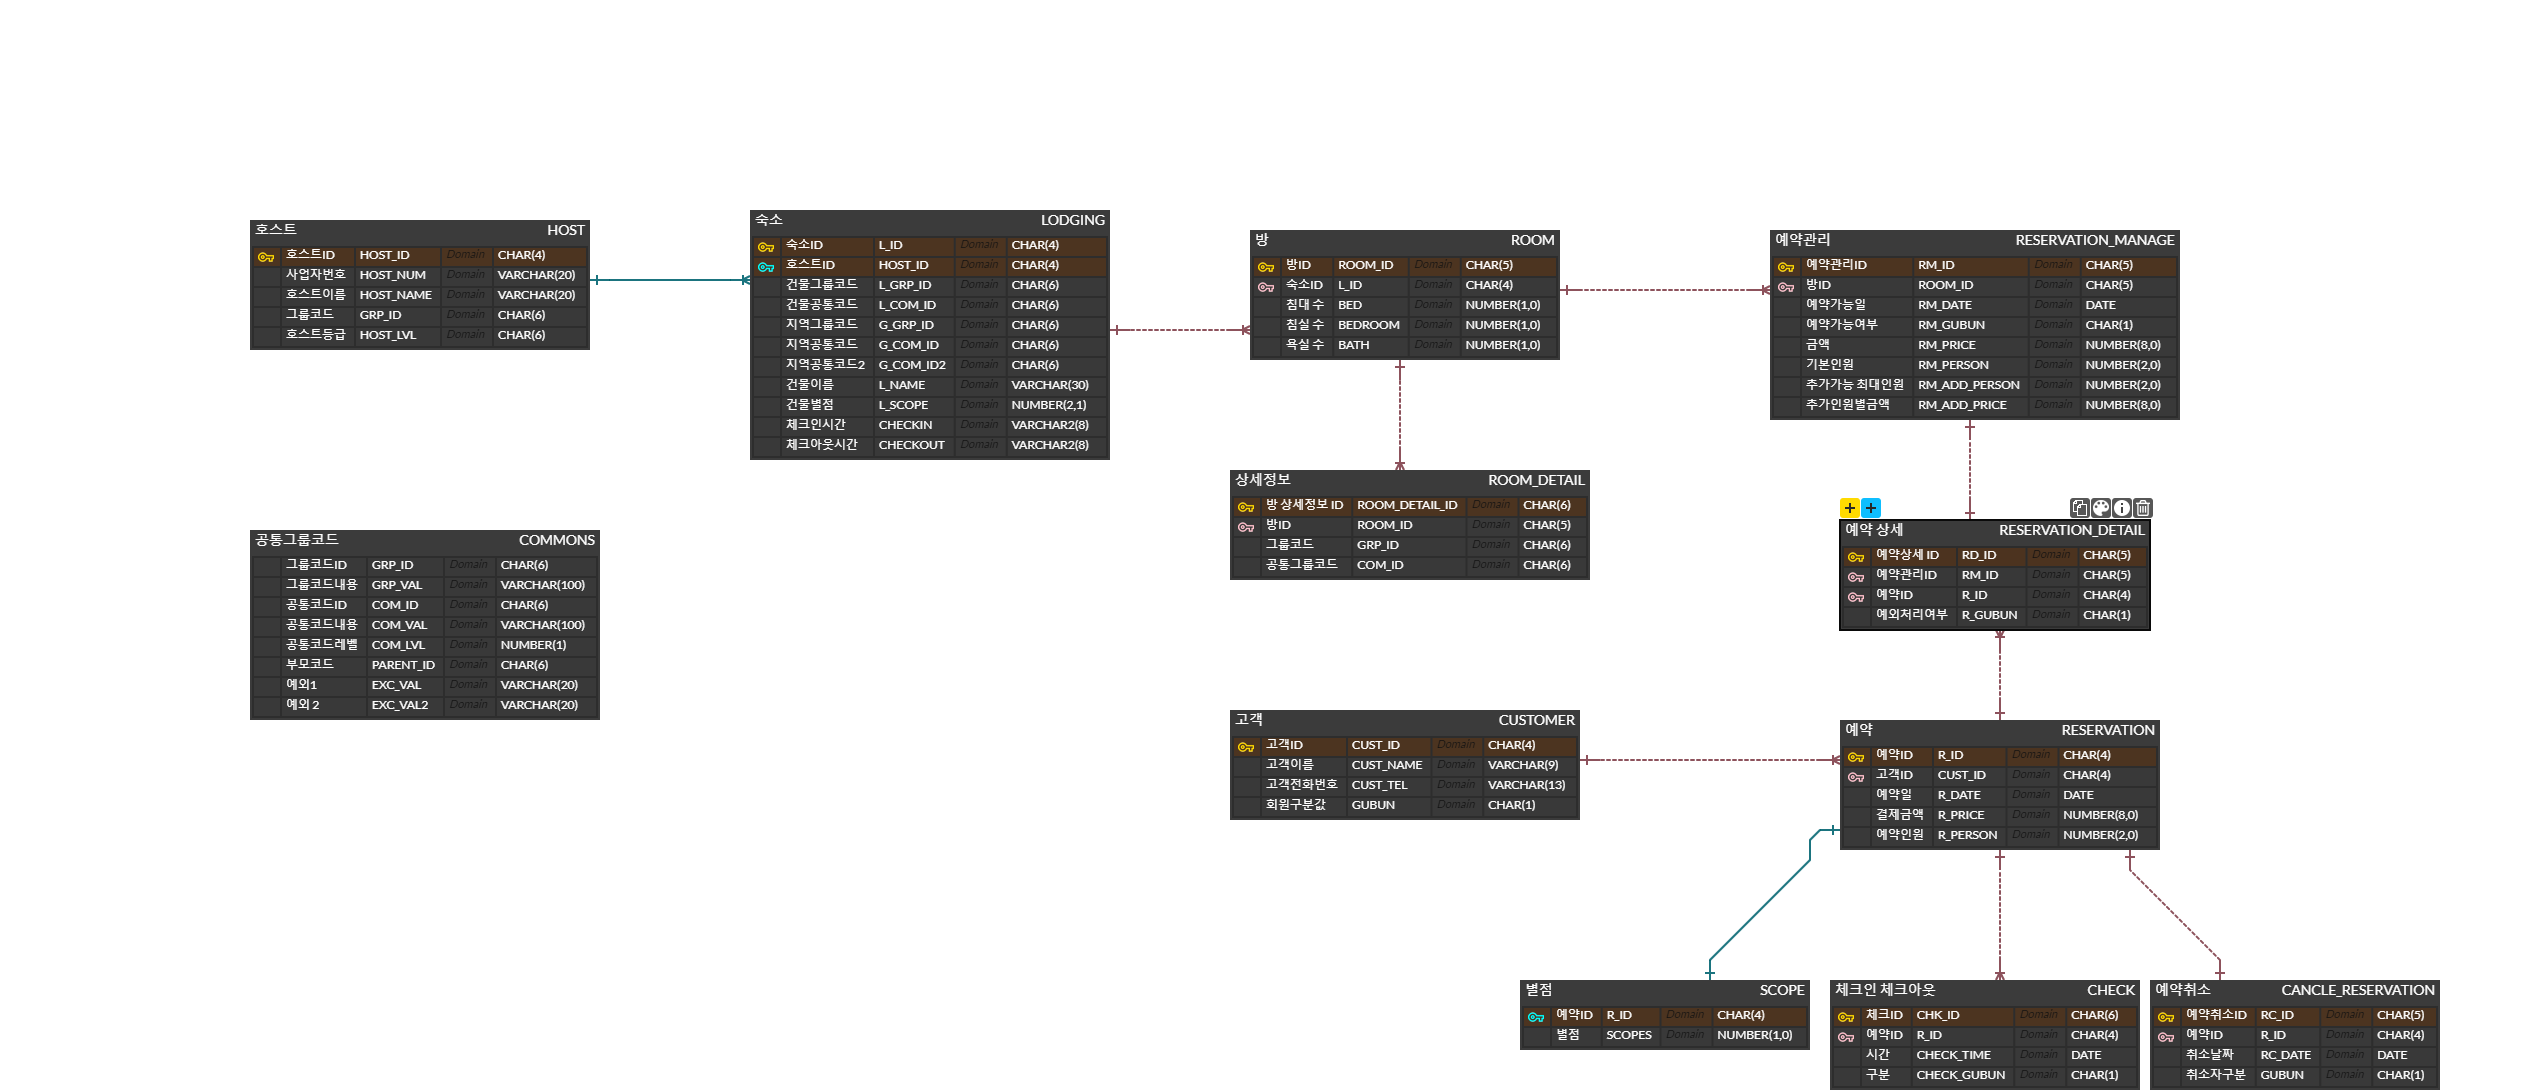 호스트 HOST
호스트ID HOST_ID Domain CHAR(4)
사업자번호 HOST_NUM Domain VARCHAR(20)
호스트이름 HOST_NAME Domain VARCHAR(20)
그룹코드 GRP_ID Domain CHAR(6)
호스트등급 HOST_LVL Domain CHAR(6)
숙소 LODGING
숙소ID L_ID Domain CHAR(4)
호스트ID HOST_ID Domain CHAR(4)
건물그룹코드 L_GRP_ID Domain CHAR(6)
건물공통코드 L_COM_ID Domain CHAR(6)
지역그룹코드 G_GRP_ID Domain CHAR(6)
지역공통코드 G_COM_ID Domain CHAR(6)
지역공통코드2 G_COM_ID2 Domain CHAR(6)
건물이름 L_NAME Domain VARCHAR(30)
건물별점 L_SCOPE Domain NUMBER(2,1)
체크인시간 CHECKIN Domain VARCHAR2(8)
체크아웃시간 CHECKOUT Domain VARCHAR2(8)
방 ROOM
방ID ROOM_ID Domain CHAR(5)
숙소ID L_ID Domain CHAR(4)
침대 수 BED Domain NUMBER(1,0)
침실 수 BEDROOM Domain NUMBER(1,0)
욕실 수 BATH Domain NUMBER(1,0)
예약관리 RESERVATION_MANAGE
예약관리ID RM_ID Domain CHAR(5)
방ID ROOM_ID Domain CHAR(5)
예약가능일 RM_DATE Domain DATE
예약가능여부 RM_GUBUN Domain CHAR(1)
금액 RM_PRICE Domain NUMBER(8,0)
기본인원 RM_PERSON Domain NUMBER(2,0)
추가가능 최대인원 RM_ADD_PERSON Domain NUMBER(2,0)
추가인원별금액 RM_ADD_PRICE Domain NUMBER(8,0)
상세정보 ROOM_DETAIL
방 상세정보 ID ROOM_DETAIL_ID Domain CHAR(6)
방ID ROOM_ID Domain CHAR(5)
그룹코드 GRP_ID Domain CHAR(6)
공통그룹코드 COM_ID Domain CHAR(6)
예약 상세 RESERVATION_DETAIL
예약상세 ID RD_ID Domain CHAR(5)
예약관리ID RM_ID Domain CHAR(5)
예약ID R_ID Domain CHAR(4)
예외처리여부 R_GUBUN Domain CHAR(1)
공통그룹코드 COMMONS
그룹코드ID GRP_ID Domain CHAR(6)
그룹코드내용 GRP_VAL Domain VARCHAR(100)
공통코드ID COM_ID Domain CHAR(6)
공통코드내용 COM_VAL Domain VARCHAR(100)
공통코드레벨 COM_LVL Domain NUMBER(1)
부모코드 PARENT_ID Domain CHAR(6)
예외1 EXC_VAL Domain VARCHAR(20)
예외 2 EXC_VAL2 Domain VARCHAR(20)
고객 CUSTOMER
고객ID CUST_ID Domain CHAR(4)
고객이름 CUST_NAME Domain VARCHAR(9)
고객전화번호 CUST_TEL Domain VARCHAR(13)
회원구분값 GUBUN Domain CHAR(1)
예약 RESERVATION
예약ID R_ID Domain CHAR(4)
고객ID CUST_ID Domain CHAR(4)
예약일 R_DATE Domain DATE
결제금액 R_PRICE Domain NUMBER(8,0)
예약인원 R_PERSON Domain NUMBER(2,0)
별점 SCOPE
예약ID R_ID Domain CHAR(4)
별점 SCOPES Domain NUMBER(1,0)
체크인 체크아웃 CHECK
체크ID CHK_ID Domain CHAR(6)
예약ID R_ID Domain CHAR(4)
시간 CHECK_TIME Domain DATE
구분 CHECK_GUBUN Domain CHAR(1)
예약취소 CANCLE_RESERVATION
예약취소ID RC_ID Domain CHAR(5)
예약ID R_ID Domain CHAR(4)
취소날짜 RC_DATE Domain DATE
취소자구분 GUBUN Domain CHAR(1)